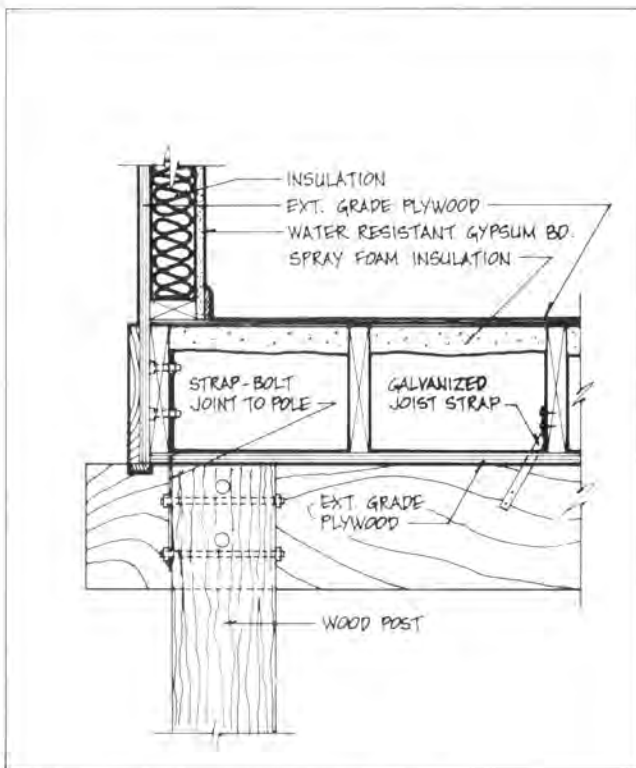 INSULATION
EXT. GRADE PLYWOOD
WATER RESISTANT GYPSUM BD.
SPRAY FOAM INSULATION
STRAP-BOLT
JOINT TO POLE
GALVANIZED
JOIST STRAP
EXT. GRADE
PLYWOOD
WOOD POST